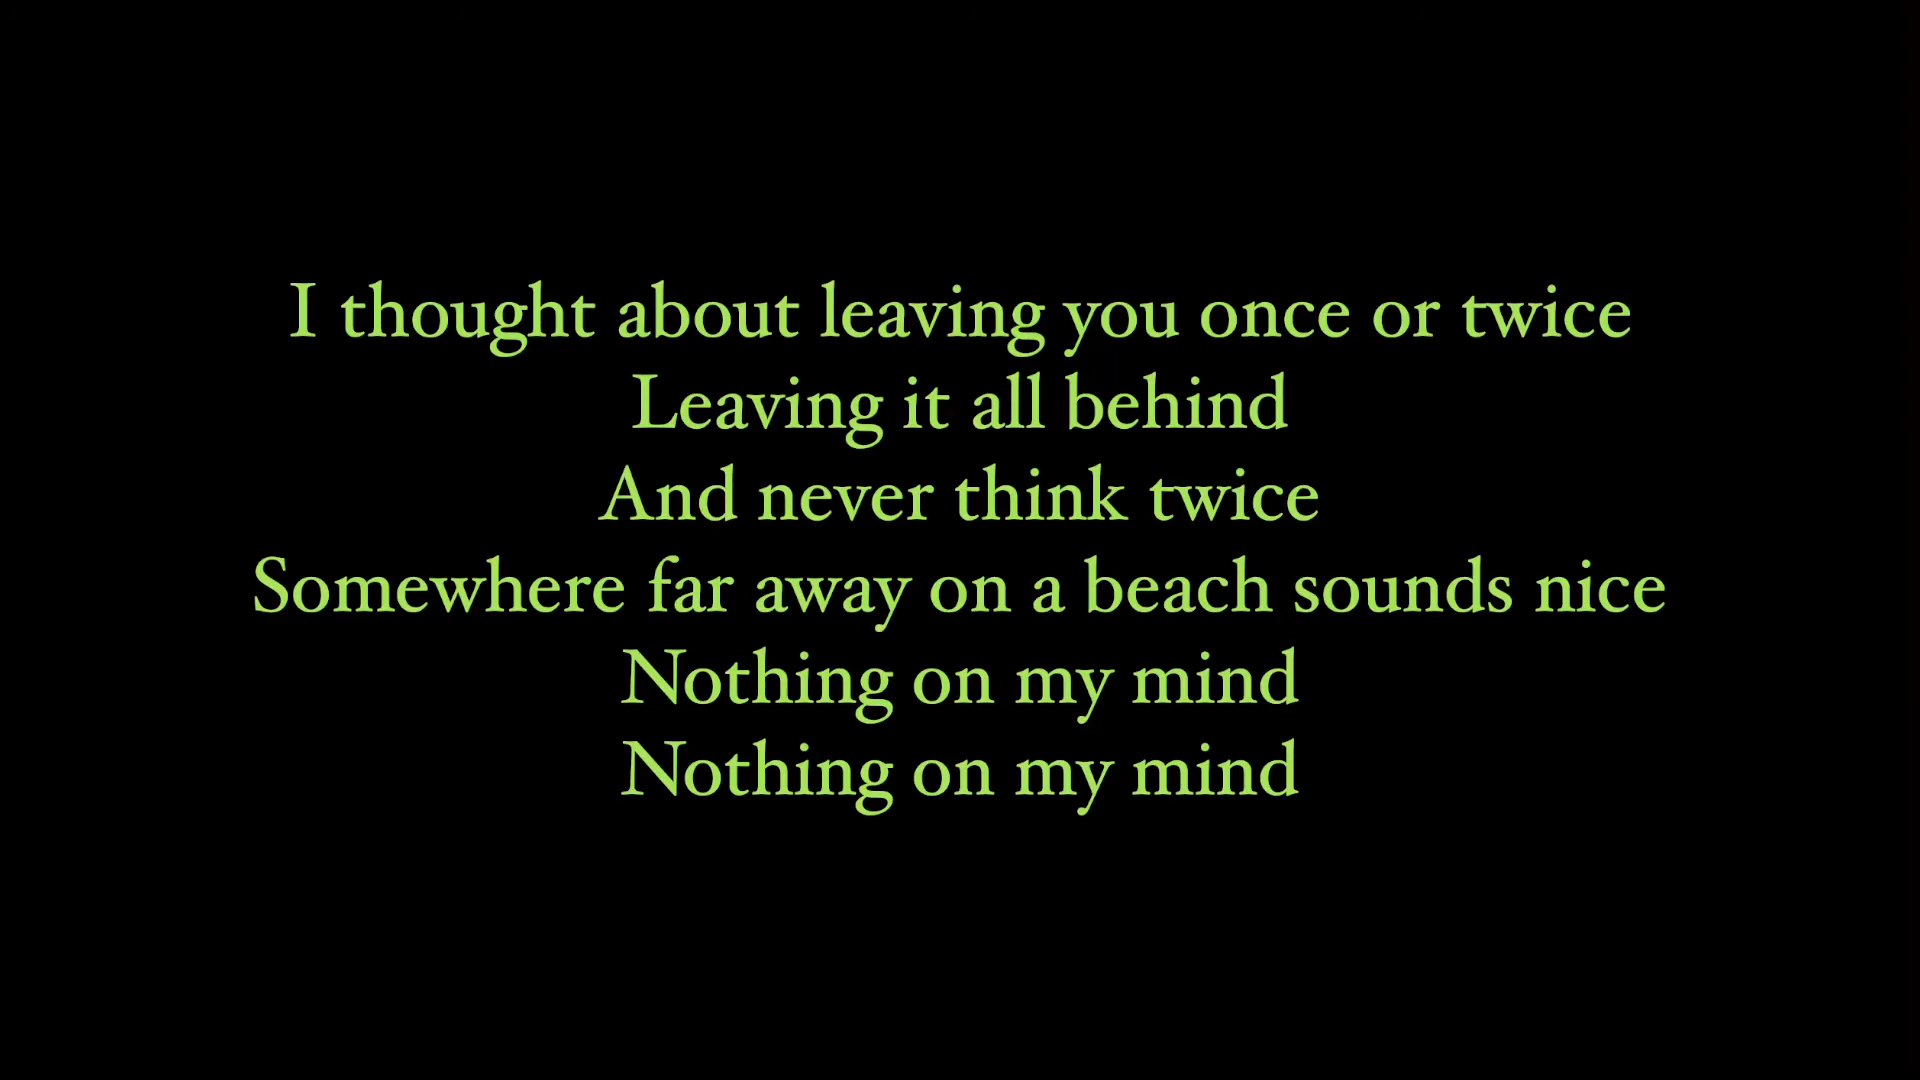 I thought about leaving you once or twice
Leaving it all behind
And never think twice
Somewhere far away on a beach sounds nice
Nothing on my mind
Nothing on my mind